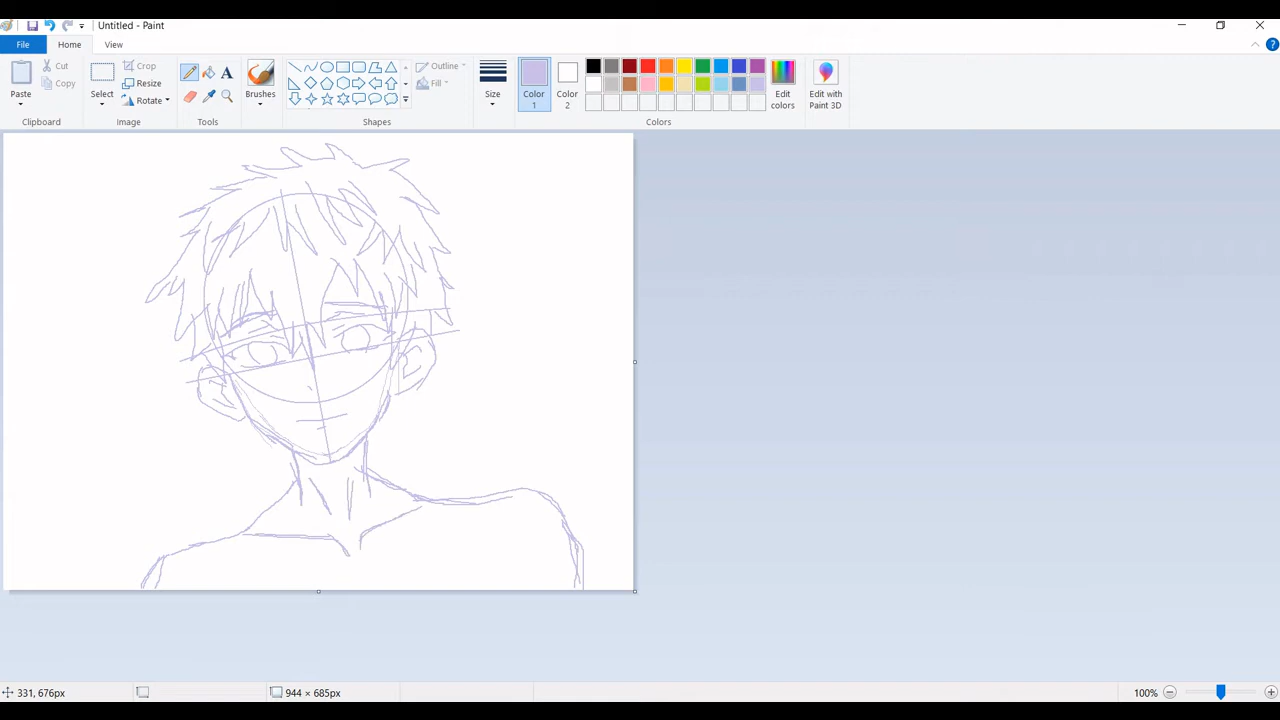 Untitled - Paint
File Home View
Paste
Cut
Copy
Clipboard
Select
Crop
Resize
Rotate
Image
A
Tools
Brushes
Outline
Fill
Shapes
Size
Color 1
Color 2
Edit colors
Colors
Edit with Paint 3D
331, 676px
944 × 685px
100%